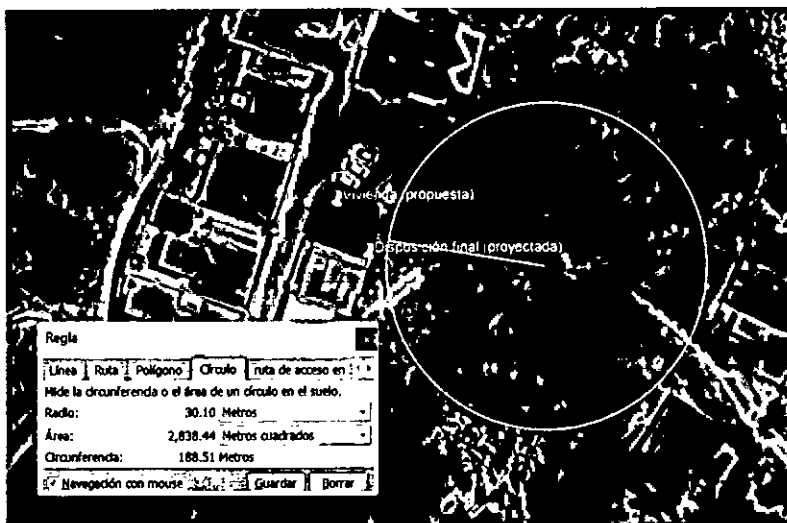 Vivienda (propuesta)
Disposición final (proyectada)
Regla
Línea Ruta Polígono Círculo ruta de acceso en
Mide la circunferencia o el área de un círculo en el suelo.
Radio: 30.10 Metros
Área: 2,838.44 Metros cuadrados
Circunferencia: 188.51 Metros
Navegación con mouse Guardar Borrar